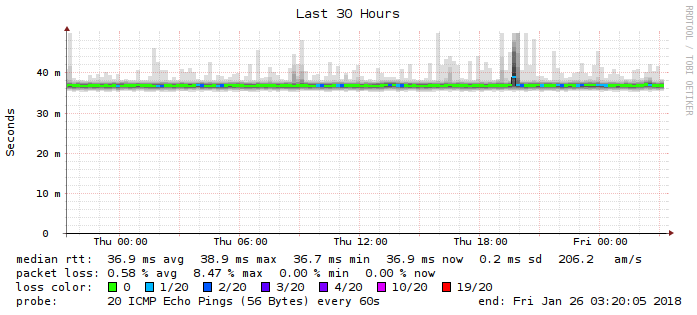 Last 30 Hours
RRDTOOL / TOBI OETIKER
Seconds
40 m
30 m
20 m
10 m
0
Thu 00:00 Thu 06:00 Thu 12:00 Thu 18:00 Fri 00:00
median rtt: 36.9 ms avg 38.9 ms max 36.7 ms min 36.9 ms now 0.2 ms sd 206.2 am/s
packet loss: 0.58 % avg 8.47 % max 0.00 % min 0.00 % now
loss color: 0 1/20 2/20 3/20 4/20 10/20 19/20
probe: 20 ICMP Echo Pings (56 Bytes) every 60s end: Fri Jan 26 03:20:05 2018